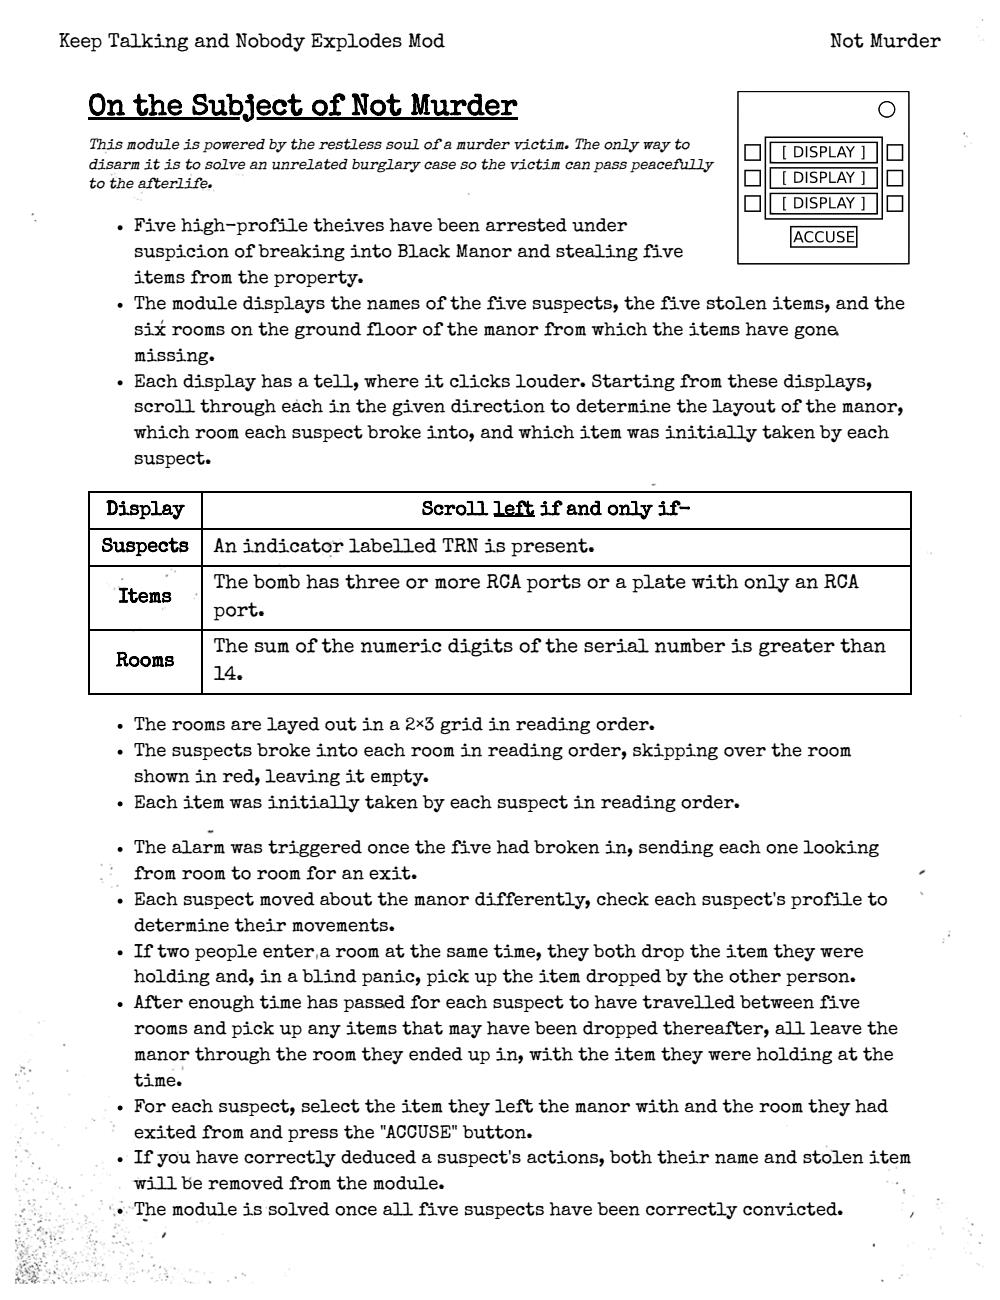 Keep Talking and Nobody Explodes Mod
Not Murder
On the Subject of Not Murder
This module is powered by the restless soul of a murder victim. The only way to
disarm it is to solve an unrelated burglary case so the victim can pass peacefully
to the afterlife.
[ DISPLAY ]
[ DISPLAY ]
[ DISPLAY ]
ACCUSE
• Five high-profile theives have been arrested under
suspicion of breaking into Black Manor and stealing five
items from the property.
• The module displays the names of the five suspects, the five stolen items, and the
six rooms on the ground floor of the manor from which the items have gone
missing.
• Each display has a tell, where it clicks louder. Starting from these displays,
scroll through each in the given direction to determine the layout of the manor,
which room each suspect broke into, and which item was initially taken by each
suspect.
Display Scroll left if and only if-
Suspects An indicator labelled TRN is present.
Items The bomb has three or more RCA ports or a plate with only an RCA
port.
Rooms The sum of the numeric digits of the serial number is greater than
14.
• The rooms are layed out in a 2×3 grid in reading order.
• The suspects broke into each room in reading order, skipping over the room
shown in red, leaving it empty.
• Each item was initially taken by each suspect in reading order.
• The alarm was triggered once the five had broken in, sending each one looking
from room to room for an exit.
• Each suspect moved about the manor differently, check each suspect's profile to
determine their movements.
• If two people enter a room at the same time, they both drop the item they were
holding and, in a blind panic, pick up the item dropped by the other person.
• After enough time has passed for each suspect to have travelled between five
rooms and pick up any items that may have been dropped thereafter, all leave the
manor through the room they ended up in, with the item they were holding at the
time.
• For each suspect, select the item they left the manor with and the room they had
exited from and press the "ACCUSE" button.
• If you have correctly deduced a suspect's actions, both their name and stolen item
will be removed from the module.
• The module is solved once all five suspects have been correctly convicted.